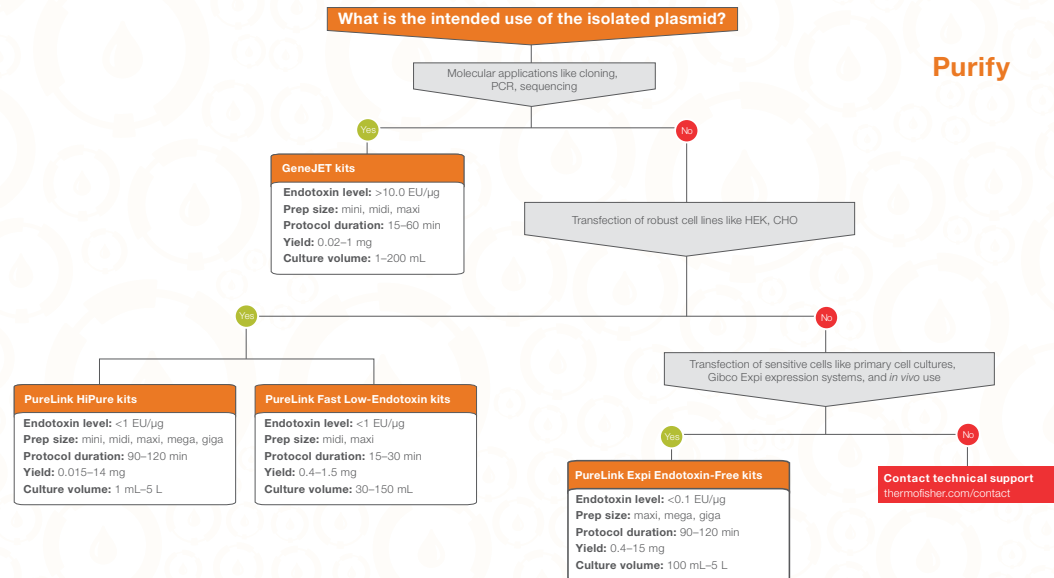 What is the intended use of the isolated plasmid?
Purify
Molecular applications like cloning,
PCR, sequencing
Yes
No
GeneJET kits
Endotoxin level: >10.0 EU/µg
Prep size: mini, midi, maxi
Protocol duration: 15–60 min
Yield: 0.02–1 mg
Culture volume: 1–200 mL
Transfection of robust cell lines like HEK, CHO
Yes
No
PureLink HiPure kits
Endotoxin level: <1 EU/µg
Prep size: mini, midi, maxi, mega, giga
Protocol duration: 90–120 min
Yield: 0.015–14 mg
Culture volume: 1 mL–5 L
PureLink Fast Low-Endotoxin kits
Endotoxin level: <1 EU/µg
Prep size: midi, maxi
Protocol duration: 15–30 min
Yield: 0.4–1.5 mg
Culture volume: 30–150 mL
Transfection of sensitive cells like primary cell cultures,
Gibco Expi expression systems, and in vivo use
Yes
No
PureLink Expi Endotoxin-Free kits
Endotoxin level: <0.1 EU/µg
Prep size: maxi, mega, giga
Protocol duration: 90–120 min
Yield: 0.4–15 mg
Culture volume: 100 mL–5 L
Contact technical support
thermofisher.com/contact